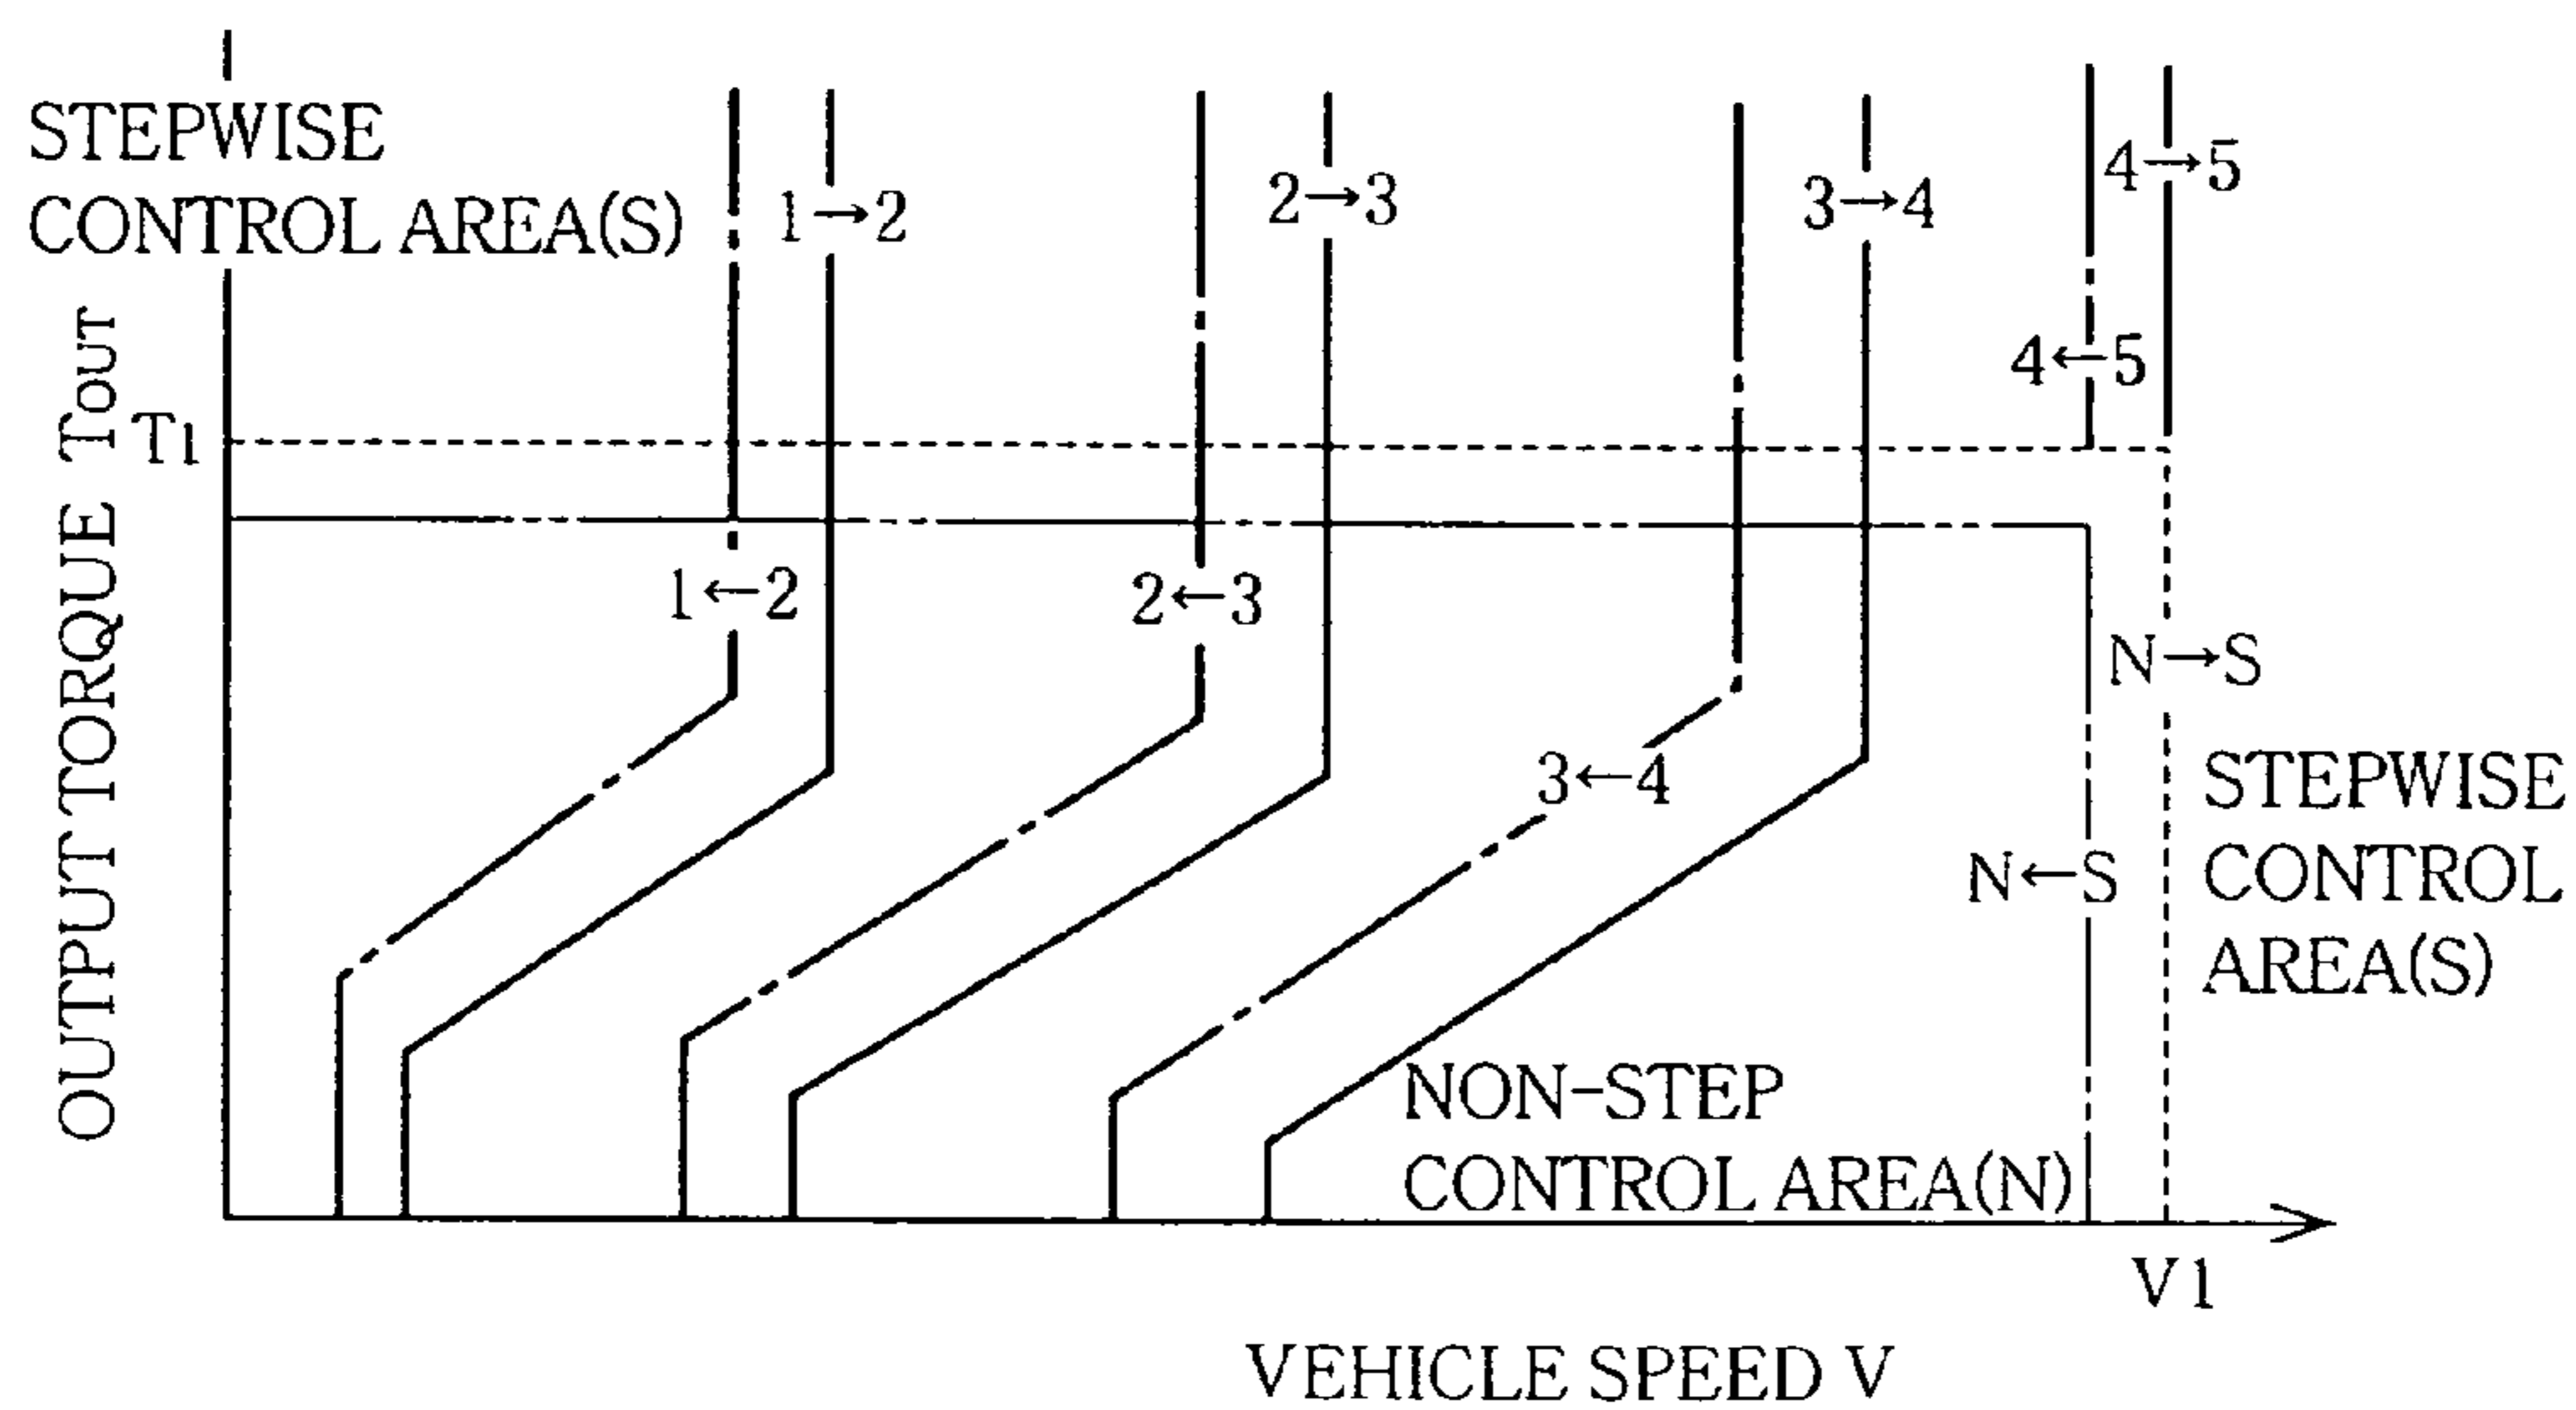 STEPWISE
CONTROL AREA(S)
1→2
2→3
3→4
4→5
4←5
OUTPUT TORQUE TOUT
T1
1←2
2←3
3←4
N→S
N←S
STEPWISE
CONTROL
AREA(S)
NON-STEP
CONTROL AREA(N)
V1
VEHICLE SPEED V